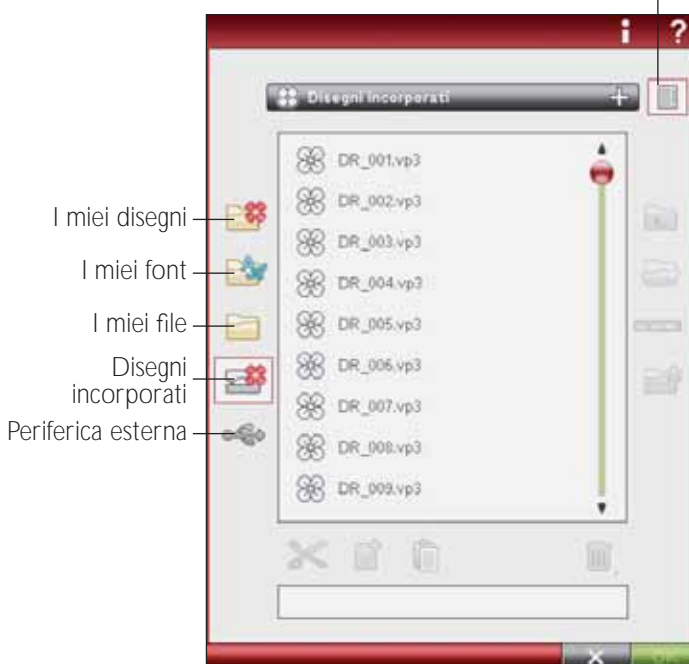 i ?
Disegni incorporati +
DR_001.vp3
DR_002.vp3
I miei disegni
DR_003.vp3
I miei font
DR_004.vp3
I miei file
DR_005.vp3
Disegni
incorporati
DR_006.vp3
DR_007.vp3
Periferica esterna
DR_008.vp3
DR_009.vp3